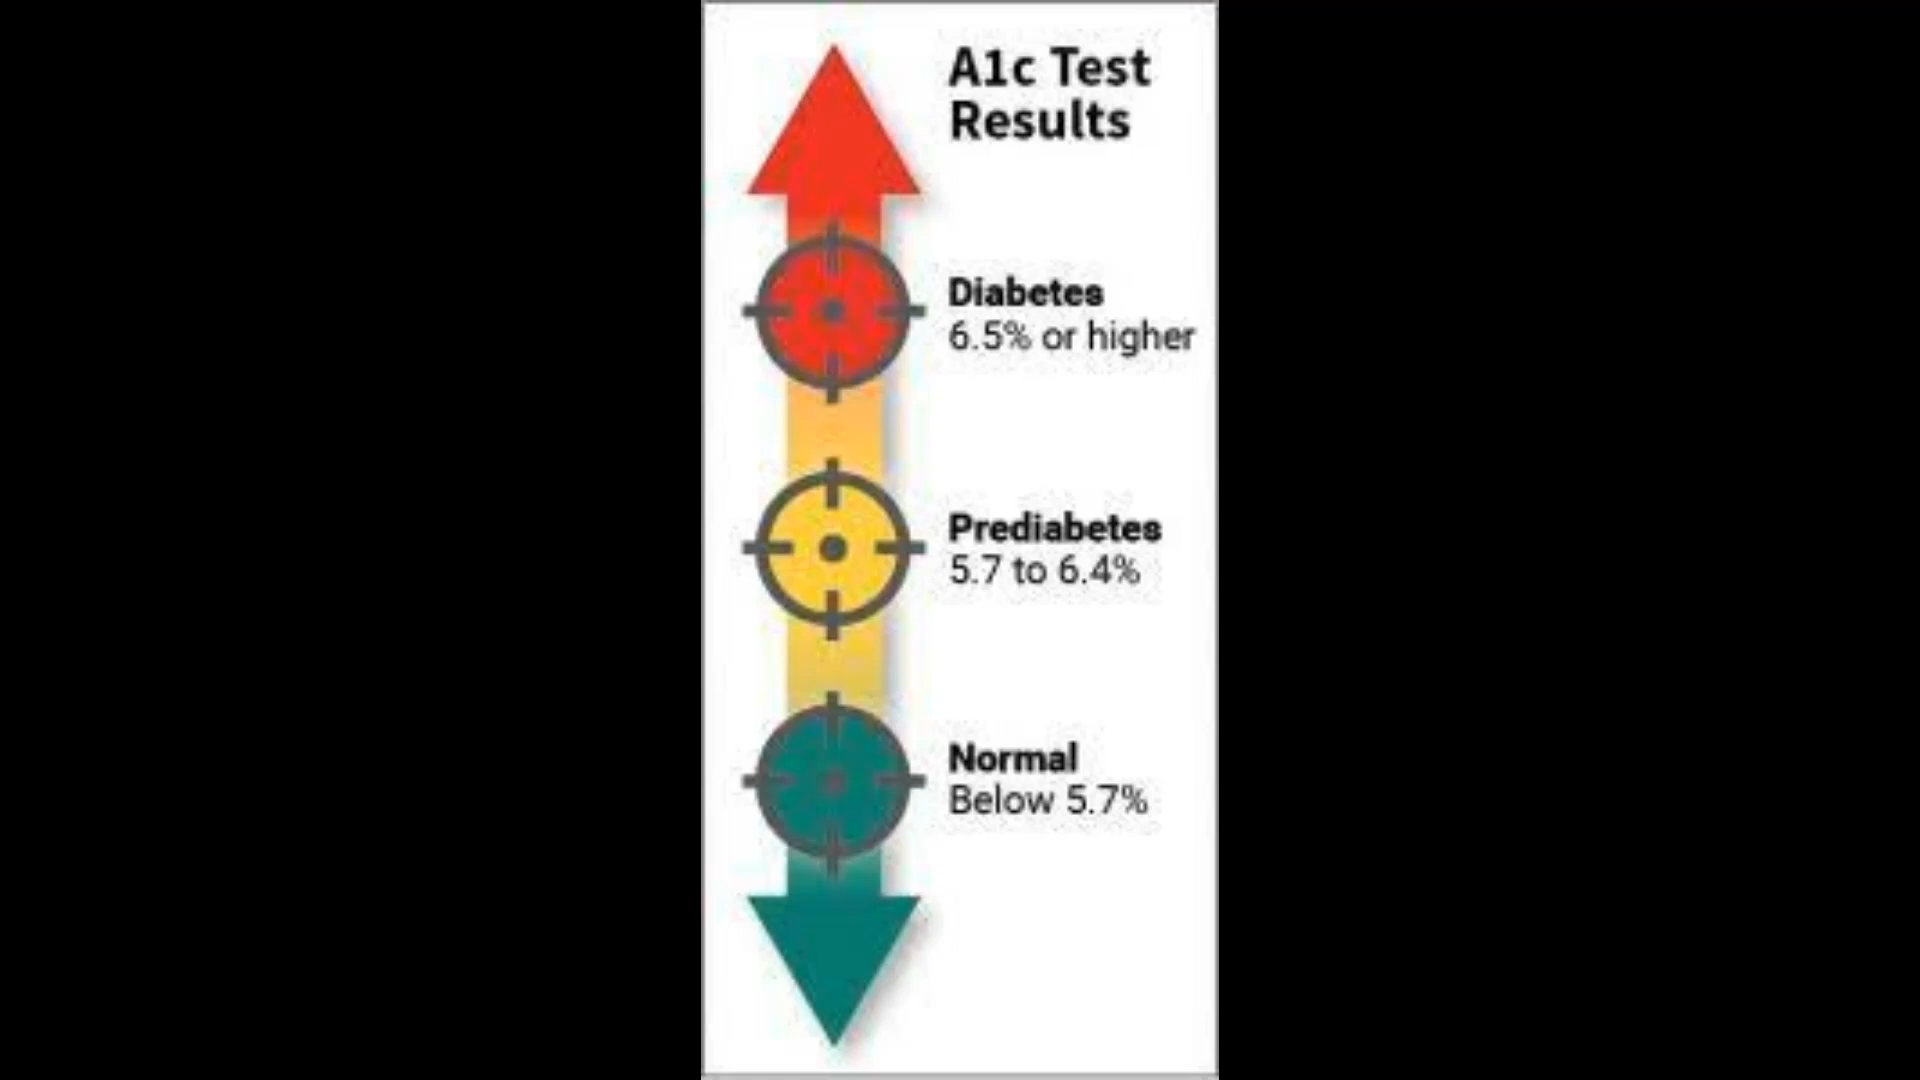 A1c Test
Results
Diabetes
6.5% or higher
Prediabetes
5.7 to 6.4%
Normal
Below 5.7%